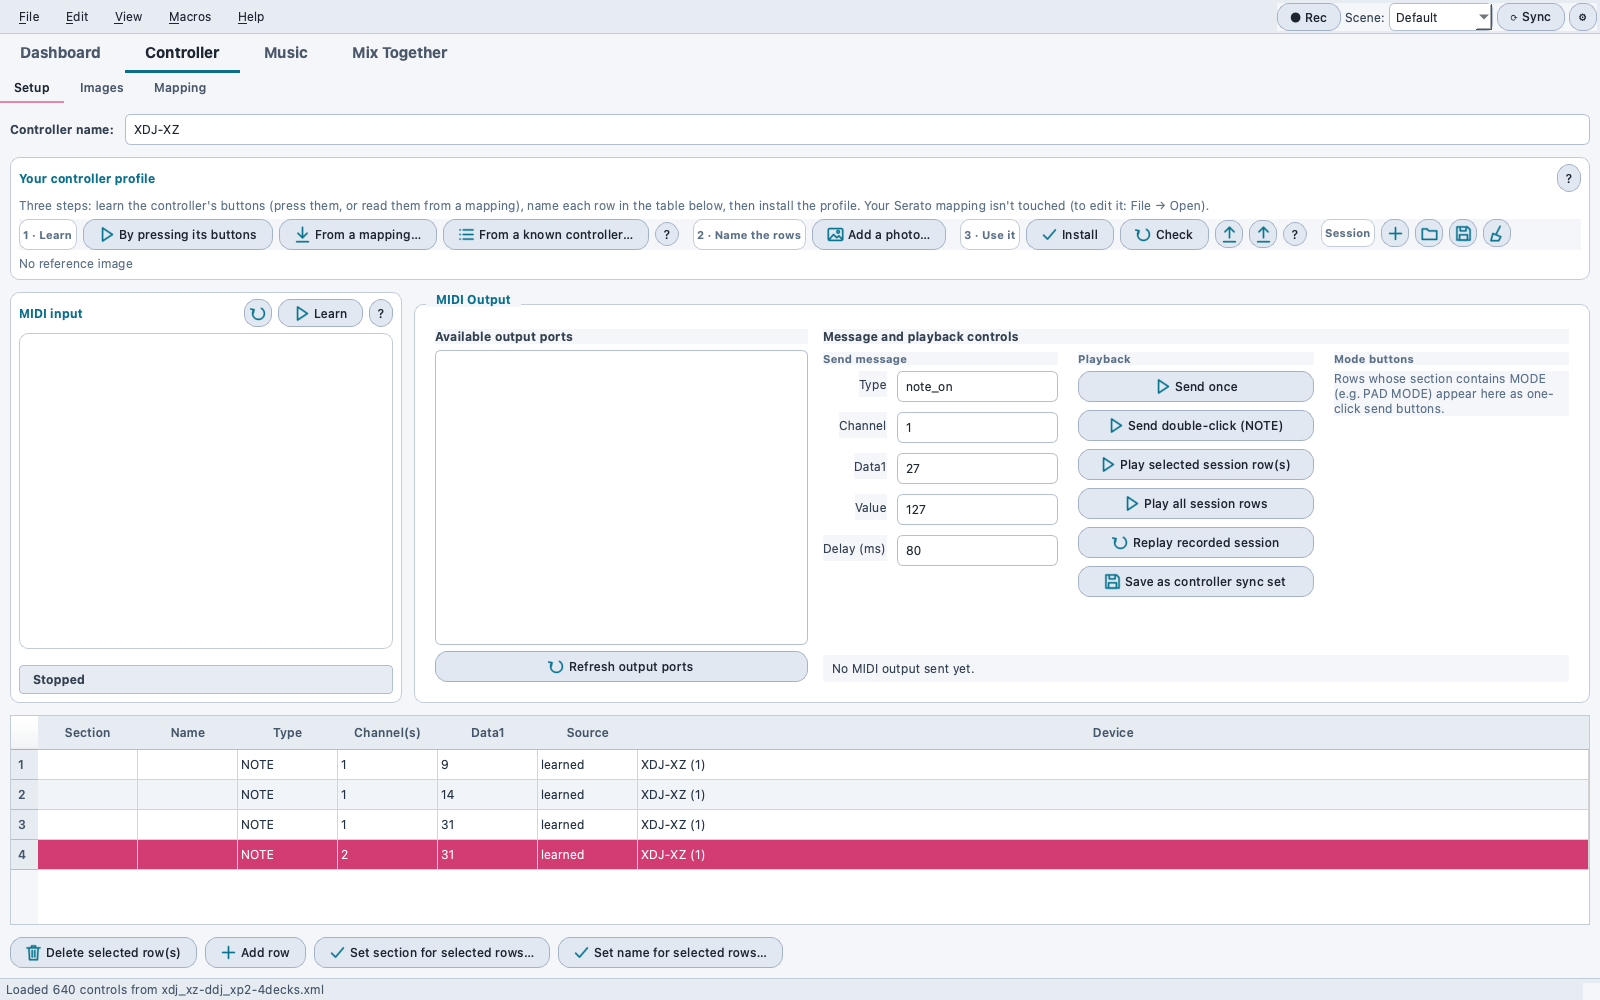 File Edit View Macros Help
Rec Scene: Default Sync
Dashboard Controller Music Mix Together
Setup Images Mapping
Controller name: XDJ-XZ
Your controller profile ?
Three steps: learn the controller's buttons (press them, or read them from a mapping), name each row in the table below, then install the profile. Your Serato mapping isn't touched (to edit it: File → Open).
1 · Learn By pressing its buttons From a mapping... From a known controller... ? 2 · Name the rows Add a photo... 3 · Use it Install Check ? Session
No reference image
MIDI input Learn ?
Stopped
MIDI Output
Available output ports
Refresh output ports
Message and playback controls
Send message
Type note_on
Channel 1
Data1 27
Value 127
Delay (ms) 80
Playback
Send once
Send double-click (NOTE)
Play selected session row(s)
Play all session rows
Replay recorded session
Save as controller sync set
Mode buttons
Rows whose section contains MODE
(e.g. PAD MODE) appear here as one-
click send buttons.
No MIDI output sent yet.
Section Name Type Channel(s) Data1 Source Device
1 NOTE 1 9 learned XDJ-XZ (1)
2 NOTE 1 14 learned XDJ-XZ (1)
3 NOTE 1 31 learned XDJ-XZ (1)
4 NOTE 2 31 learned XDJ-XZ (1)
Delete selected row(s) Add row Set section for selected rows... Set name for selected rows...
Loaded 640 controls from xdj_xz-ddj_xp2-4decks.xml